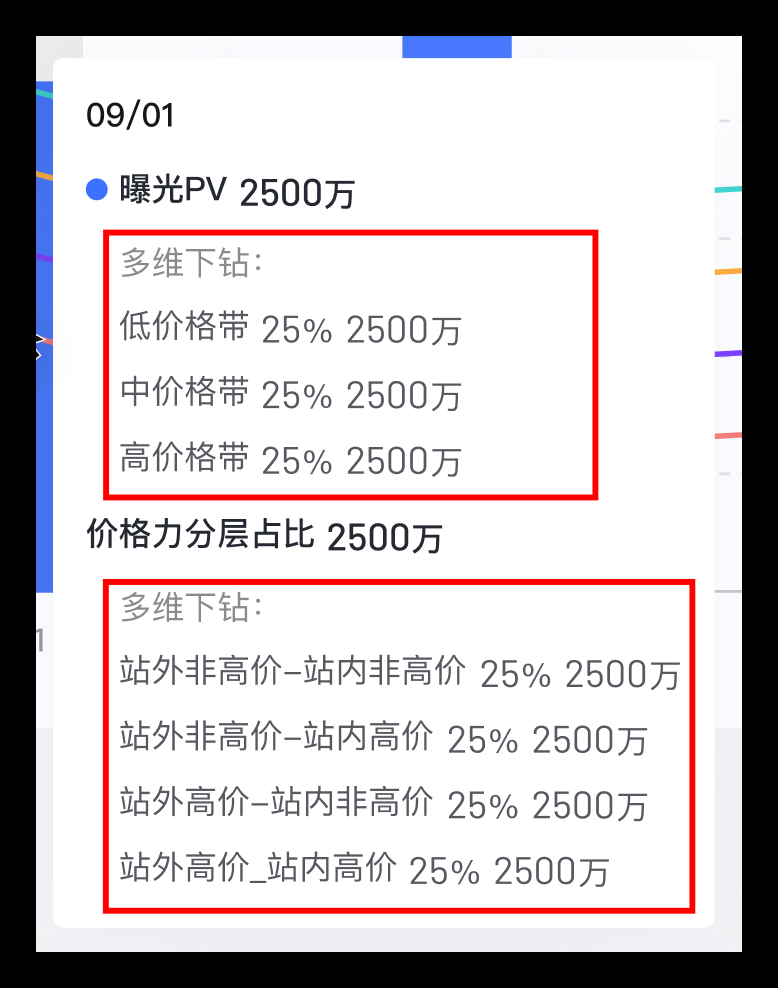 09/01
曝光PV 2500万
多维下钻：
低价格带 25% 2500万
中价格带 25% 2500万
高价格带 25% 2500万
价格力分层占比 2500万
多维下钻：
站外非高价-站内非高价 25% 2500万
站外非高价-站内高价 25% 2500万
站外高价-站内非高价 25% 2500万
站外高价_站内高价 25% 2500万
1